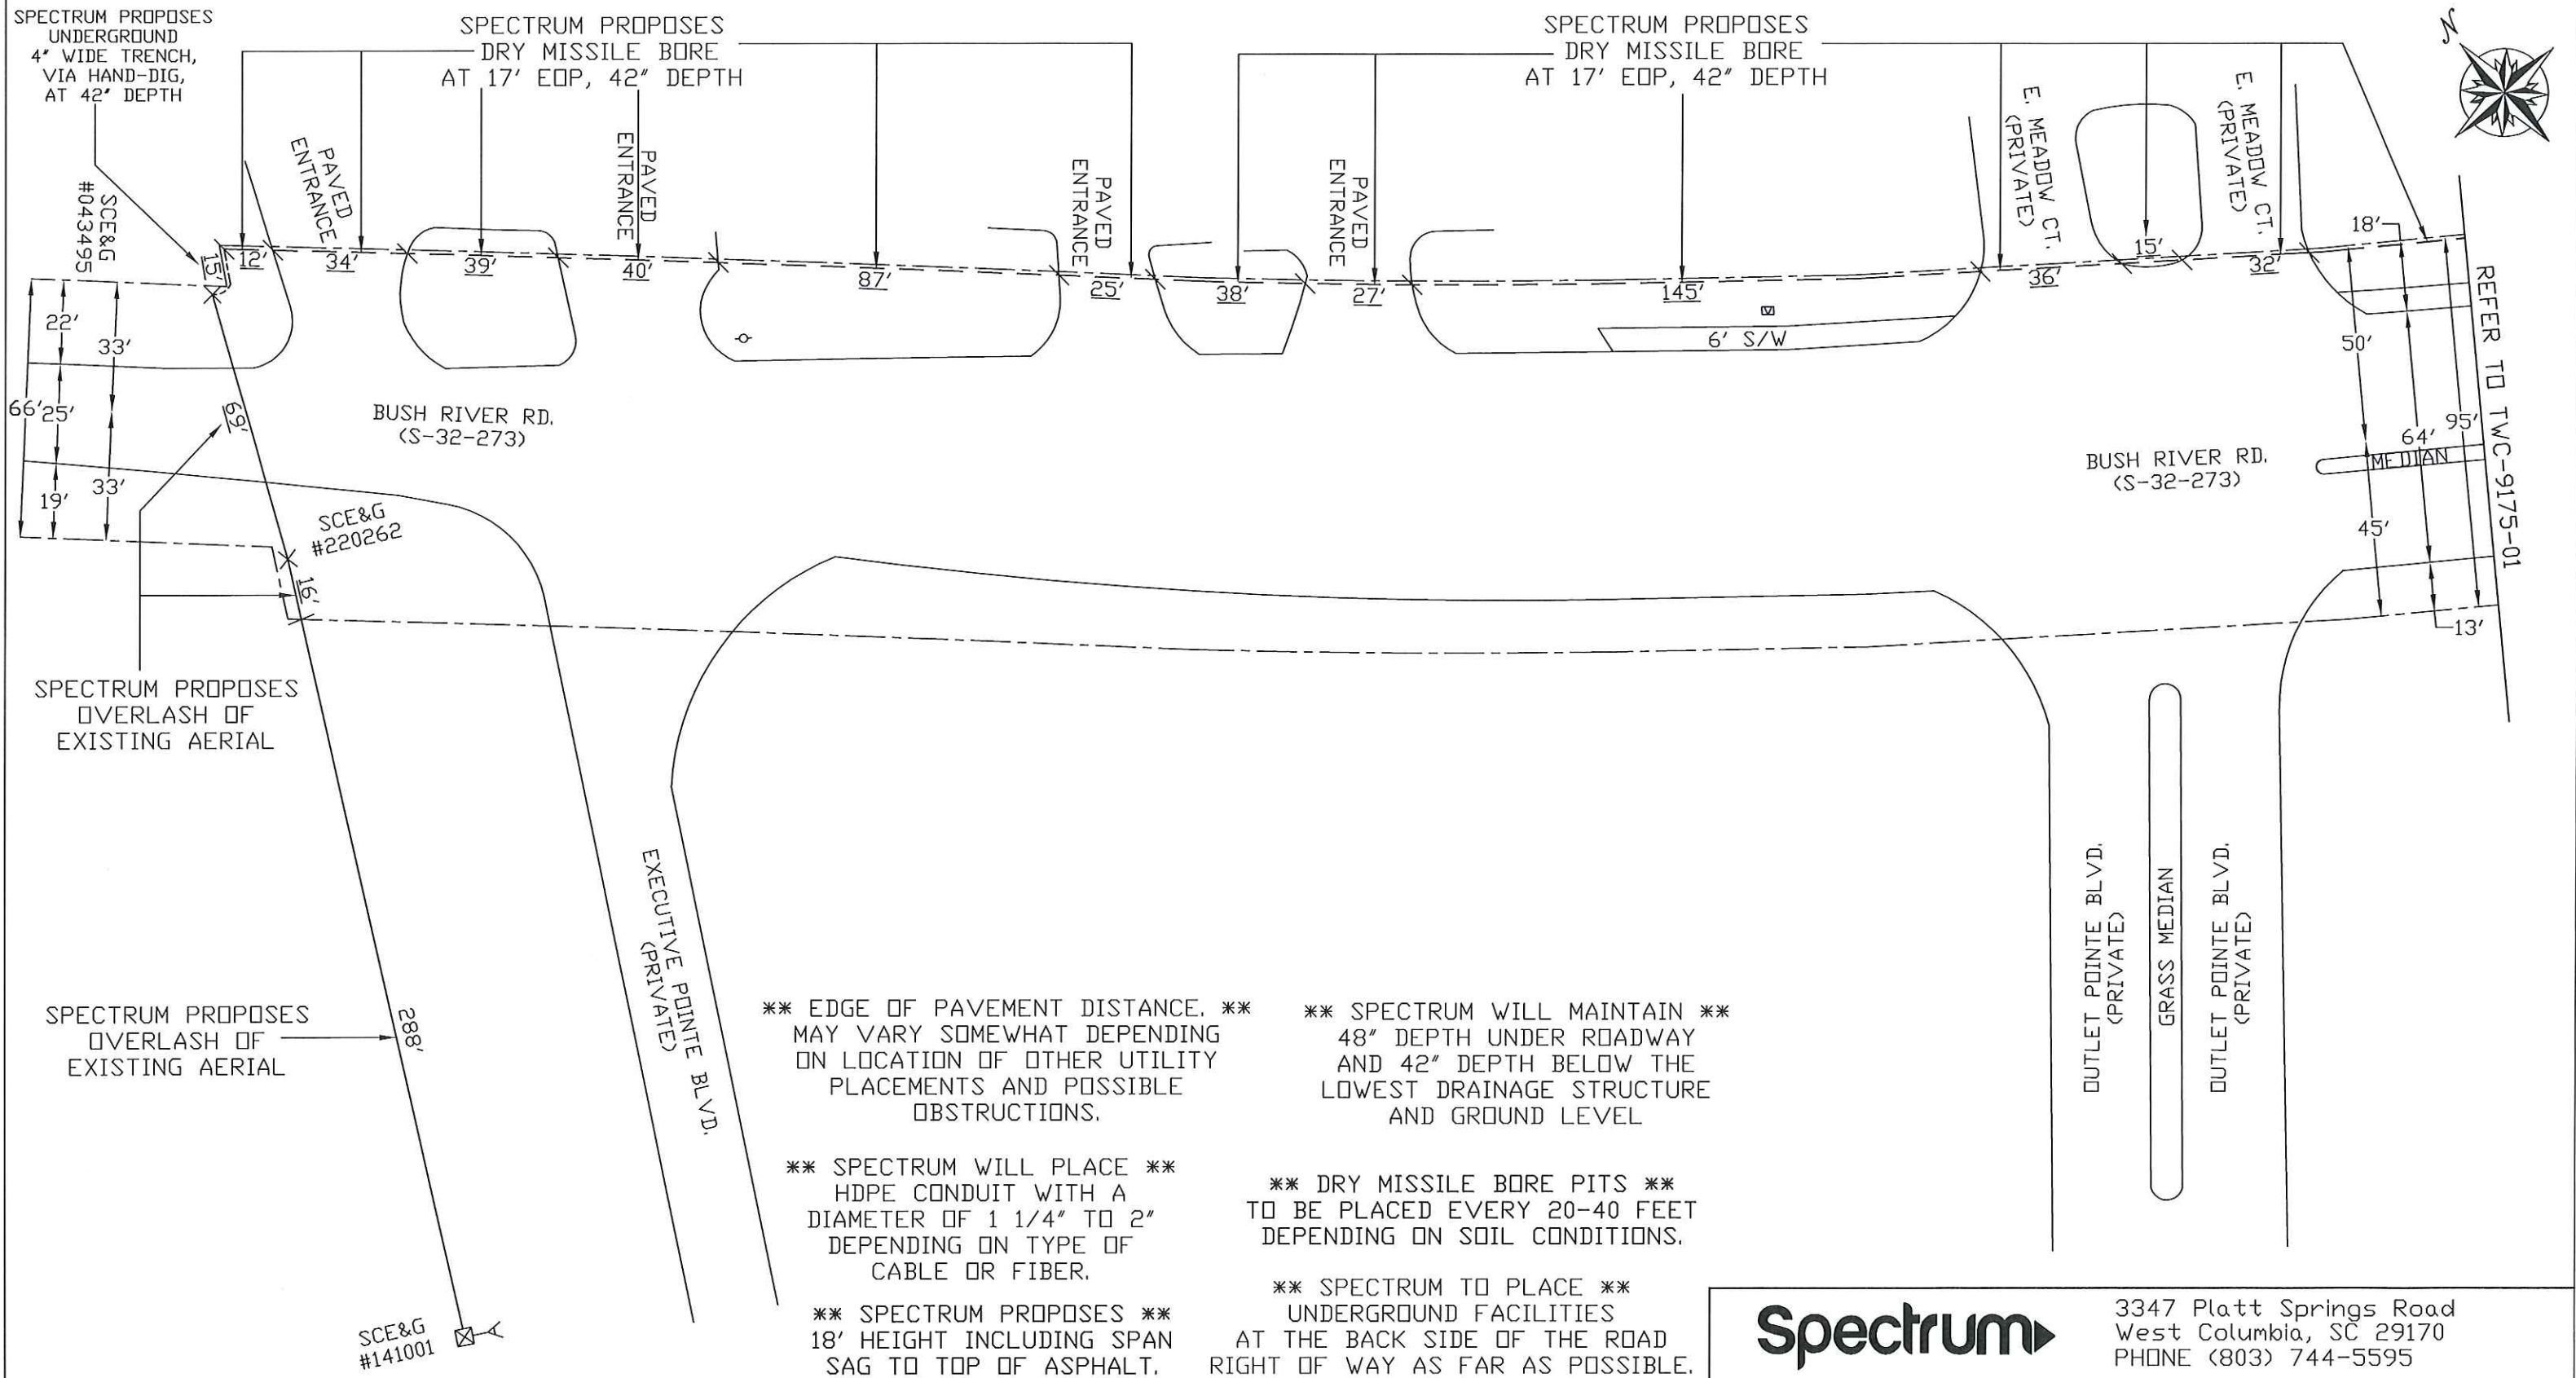 SPECTRUM PROPOSES
UNDERGROUND
4" WIDE TRENCH,
VIA HAND-DIG,
AT 42" DEPTH
SPECTRUM PROPOSES
DRY MISSILE BORE
AT 17' EOP, 42" DEPTH
SPECTRUM PROPOSES
DRY MISSILE BORE
AT 17' EOP, 42" DEPTH
N
SCE&G
#0434495
PAVED
ENTRANCE
PAVED
ENTRANCE
PAVED
ENTRANCE
PAVED
ENTRANCE
E. MEADOW CT.
(PRIVATE)
E. MEADOW CT.
(PRIVATE)
15'
12'
34'
39'
40'
87'
25'
38'
27'
145'
36'
15'
32'
18'
22'
33'
66'
25'
33'
19'
69'
BUSH RIVER RD.
(S-32-273)
6' S/W
50'
64'
95'
REFER TO TWC-9175-01
BUSH RIVER RD.
(S-32-273)
MEDIAN
45'
13'
SCE&G
#220262
16'
SPECTRUM PROPOSES
OVERLASH OF
EXISTING AERIAL
SPECTRUM PROPOSES
OVERLASH OF
EXISTING AERIAL
288'
EXECUTIVE POINTE BLVD.
(PRIVATE)
OUTLET POINTE BLVD.
(PRIVATE)
GRASS MEDIAN
OUTLET POINTE BLVD.
(PRIVATE)
SCE&G
#141001
** EDGE OF PAVEMENT DISTANCE. **
MAY VARY SOMEWHAT DEPENDING
ON LOCATION OF OTHER UTILITY
PLACEMENTS AND POSSIBLE
OBSTRUCTIONS.
** SPECTRUM WILL PLACE **
HDPE CONDUIT WITH A
DIAMETER OF 1 1/4" TO 2"
DEPENDING ON TYPE OF
CABLE OR FIBER.
** SPECTRUM PROPOSES **
18' HEIGHT INCLUDING SPAN
SAG TO TOP OF ASPHALT.
** SPECTRUM WILL MAINTAIN **
48" DEPTH UNDER ROADWAY
AND 42" DEPTH BELOW THE
LOWEST DRAINAGE STRUCTURE
AND GROUND LEVEL
** DRY MISSILE BORE PITS **
TO BE PLACED EVERY 20-40 FEET
DEPENDING ON SOIL CONDITIONS.
** SPECTRUM TO PLACE **
UNDERGROUND FACILITIES
AT THE BACK SIDE OF THE ROAD
RIGHT OF WAY AS FAR AS POSSIBLE.
Spectrum
3347 Platt Springs Road
West Columbia, SC 29170
PHONE (803) 744-5595